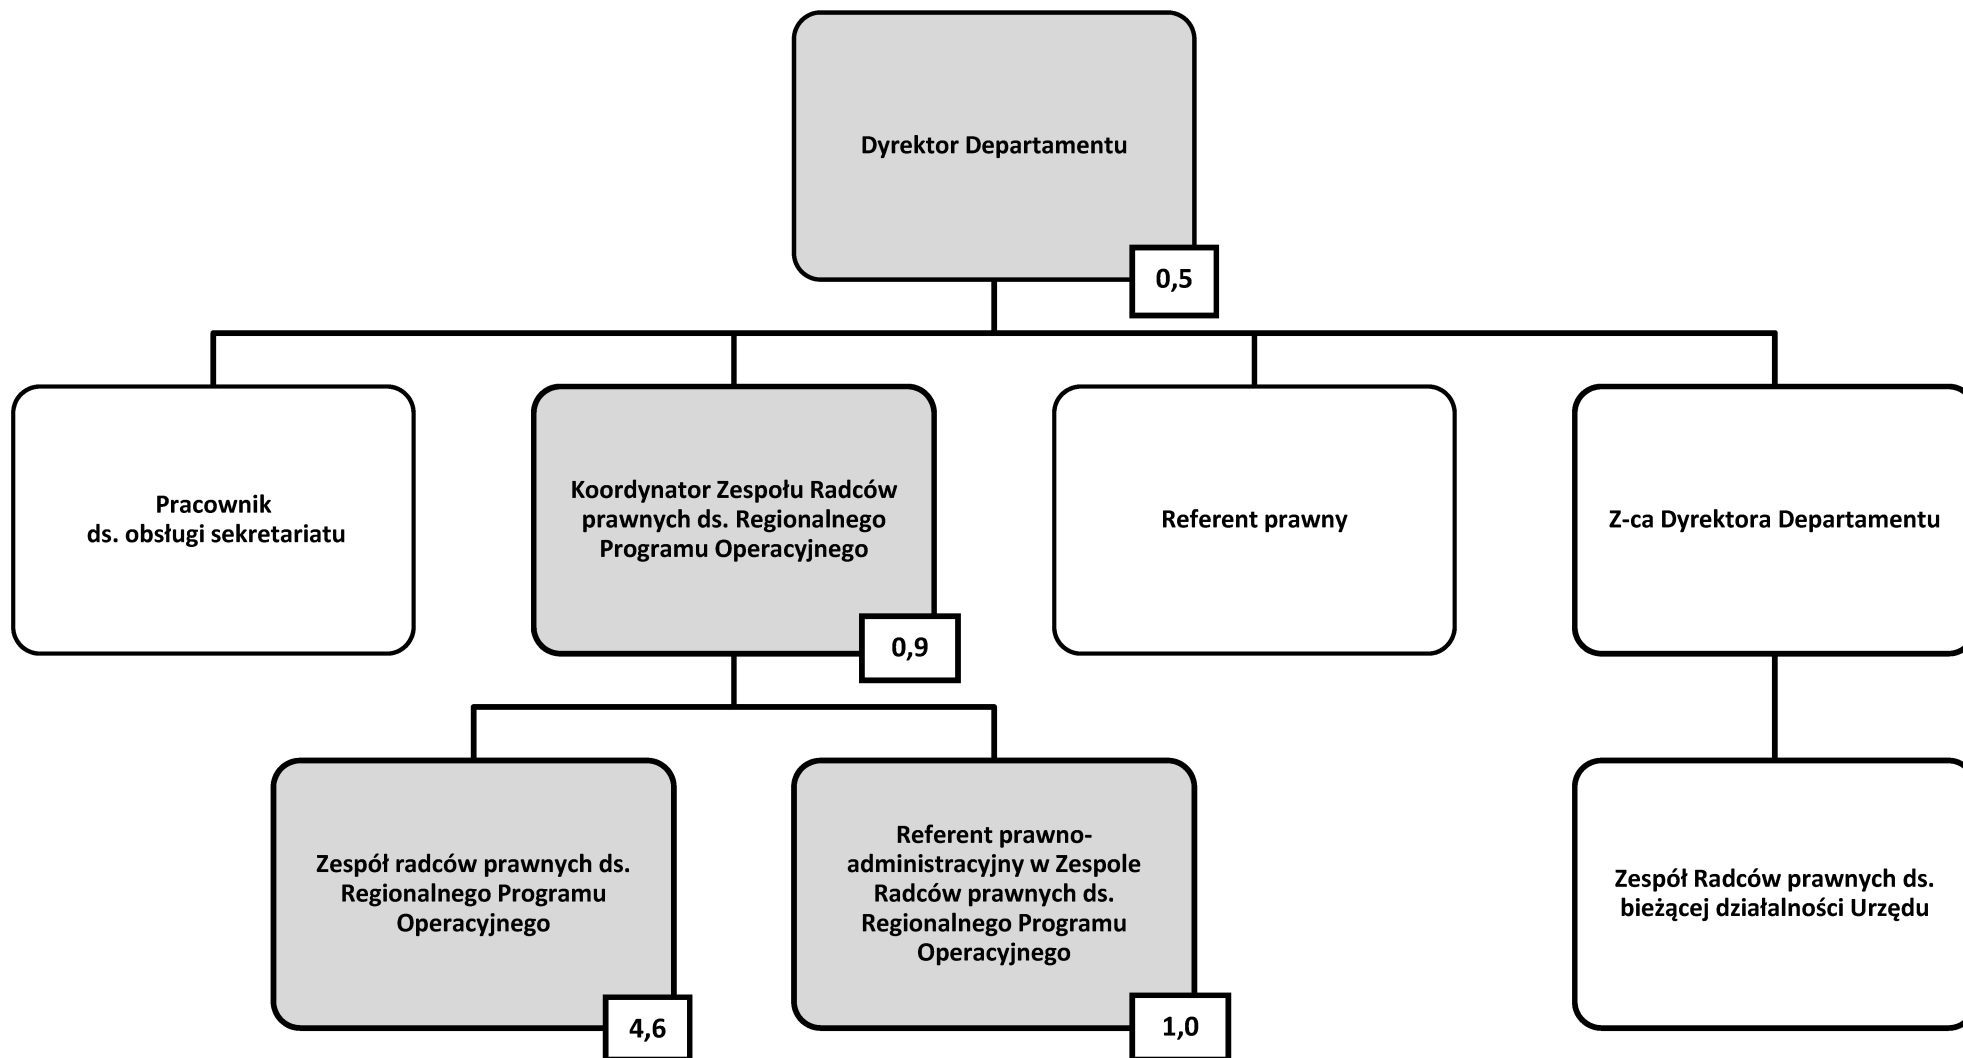 Dyrektor Departamentu
0,5
Pracownik
ds. obsługi sekretariatu
Koordynator Zespołu Radców
prawnych ds. Regionalnego
Programu Operacyjnego
0,9
Referent prawny
Z-ca Dyrektora Departamentu
Zespół radców prawnych ds.
Regionalnego Programu
Operacyjnego
4,6
Referent prawno-
administracyjny w Zespole
Radców prawnych ds.
Regionalnego Programu
Operacyjnego
1,0
Zespół Radców prawnych ds.
bieżącej działalności Urzędu